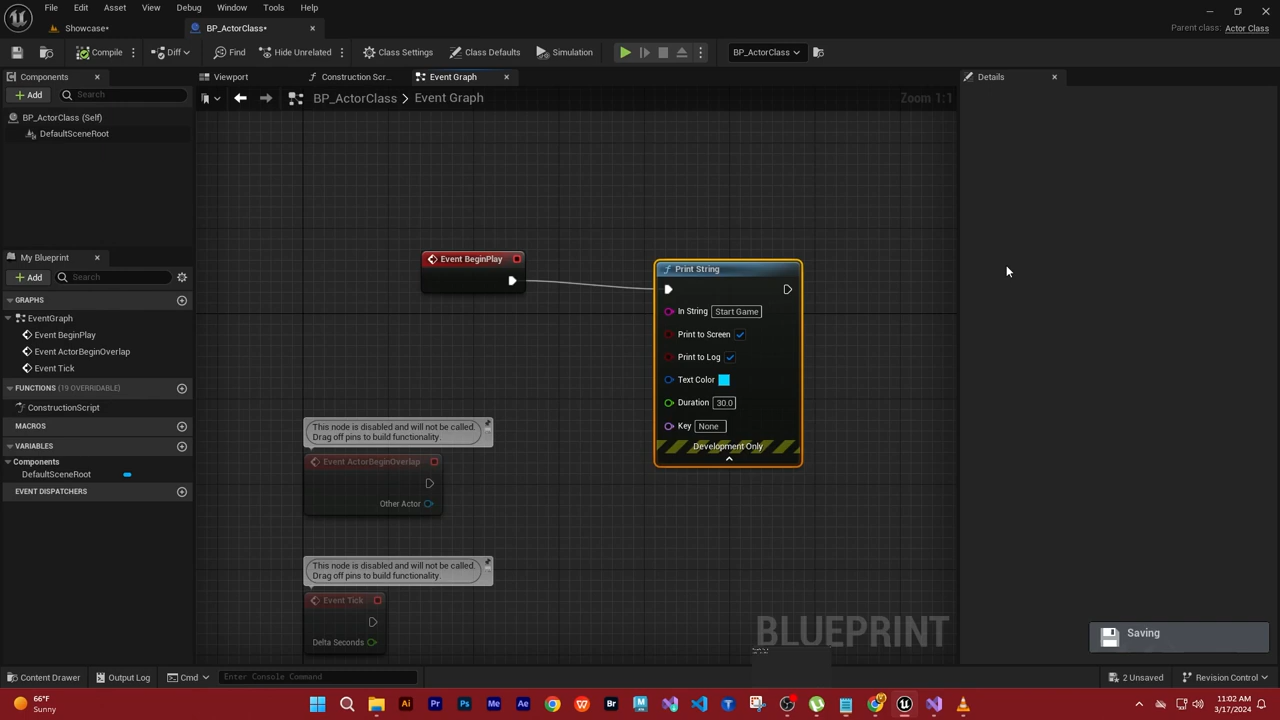 File Edit Asset View Debug Window Tools Help
Showcase•
BP_ActorClass•
Parent class: Actor Class
Compile
Diff
Find
Hide Unrelated
Class Settings
Class Defaults
Simulation
BP_ActorClass
Components
Viewport
Construction Scr...
Event Graph
Details
Add
Search
BP_ActorClass > Event Graph
Zoom 1:1
BP_ActorClass (Self)
DefaultSceneRoot
My Blueprint
Add
Search
GRAPHS
EventGraph
Event BeginPlay
Event ActorBeginOverlap
Event Tick
FUNCTIONS (19 OVERRIDABLE)
ConstructionScript
MACROS
VARIABLES
Components
DefaultSceneRoot
EVENT DISPATCHERS
Event BeginPlay
Print String
In String Start Game
Print to Screen
Print to Log
Text Color
Duration 30.0
Key None
Development Only
This node is disabled and will not be called.
Drag off pins to build functionality.
Event ActorBeginOverlap
Other Actor
This node is disabled and will not be called.
Drag off pins to build functionality.
Event Tick
Delta Seconds
BLUEPRINT
Saving
Content Drawer
Output Log
Cmd
Enter Console Command
2 Unsaved
Revision Control
66°F
Sunny
11:02 AM
3/17/2024